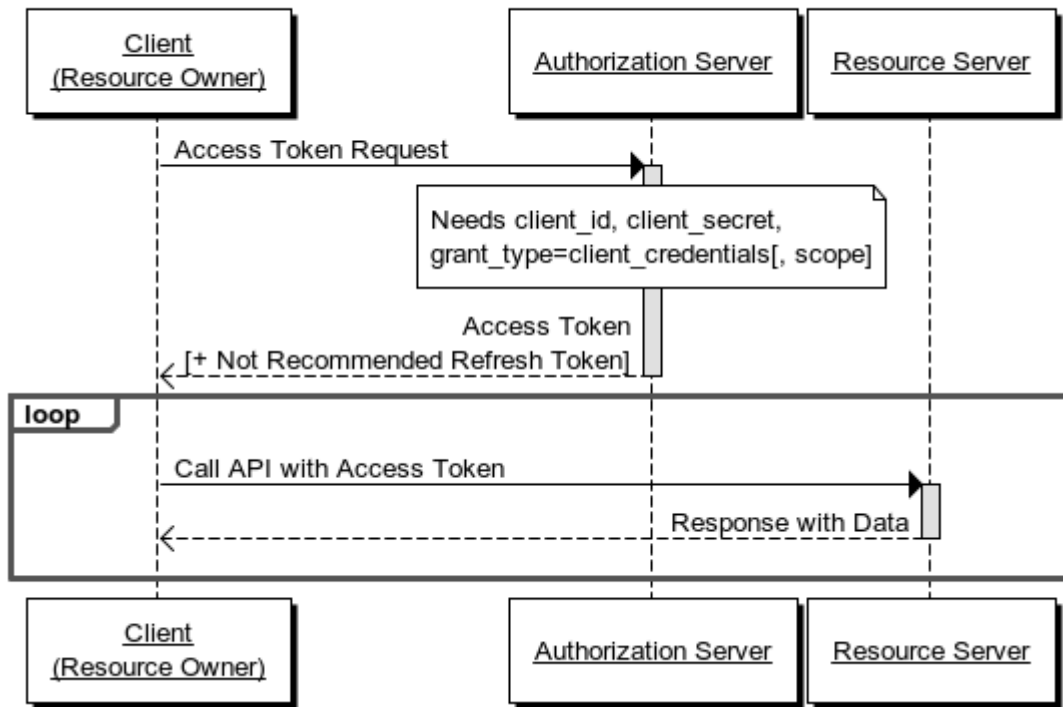 Client
(Resource Owner)
Authorization Server
Resource Server
Access Token Request
Needs client_id, client_secret,
grant_type=client_credentials[, scope]
Access Token
[+ Not Recommended Refresh Token]
loop
Call API with Access Token
Response with Data
Client
(Resource Owner)
Authorization Server
Resource Server